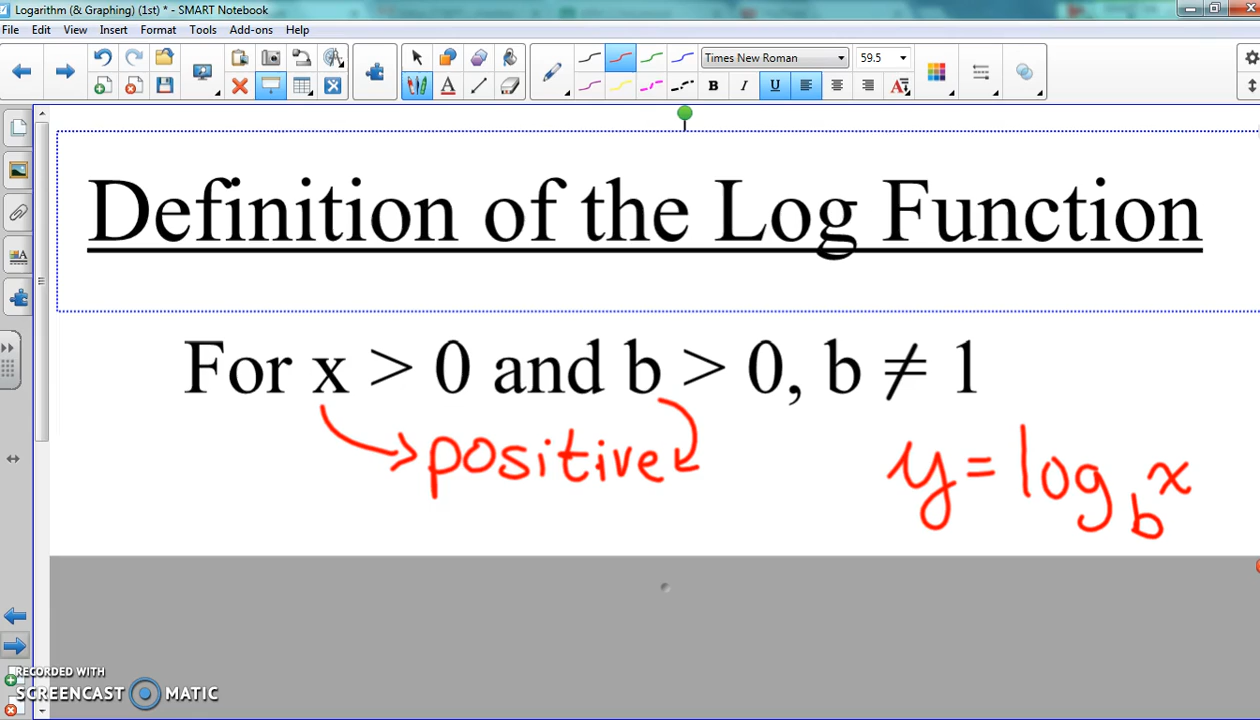 Logarithm (& Graphing) (1st) * - SMART Notebook
File Edit View Insert Format Tools Add-ons Help
Times New Roman 59.5
B I U A
Definition of the Log Function
For x > 0 and b > 0, b ≠ 1
positive
y = log_b x
RECORDED WITH
SCREENCAST MATIC